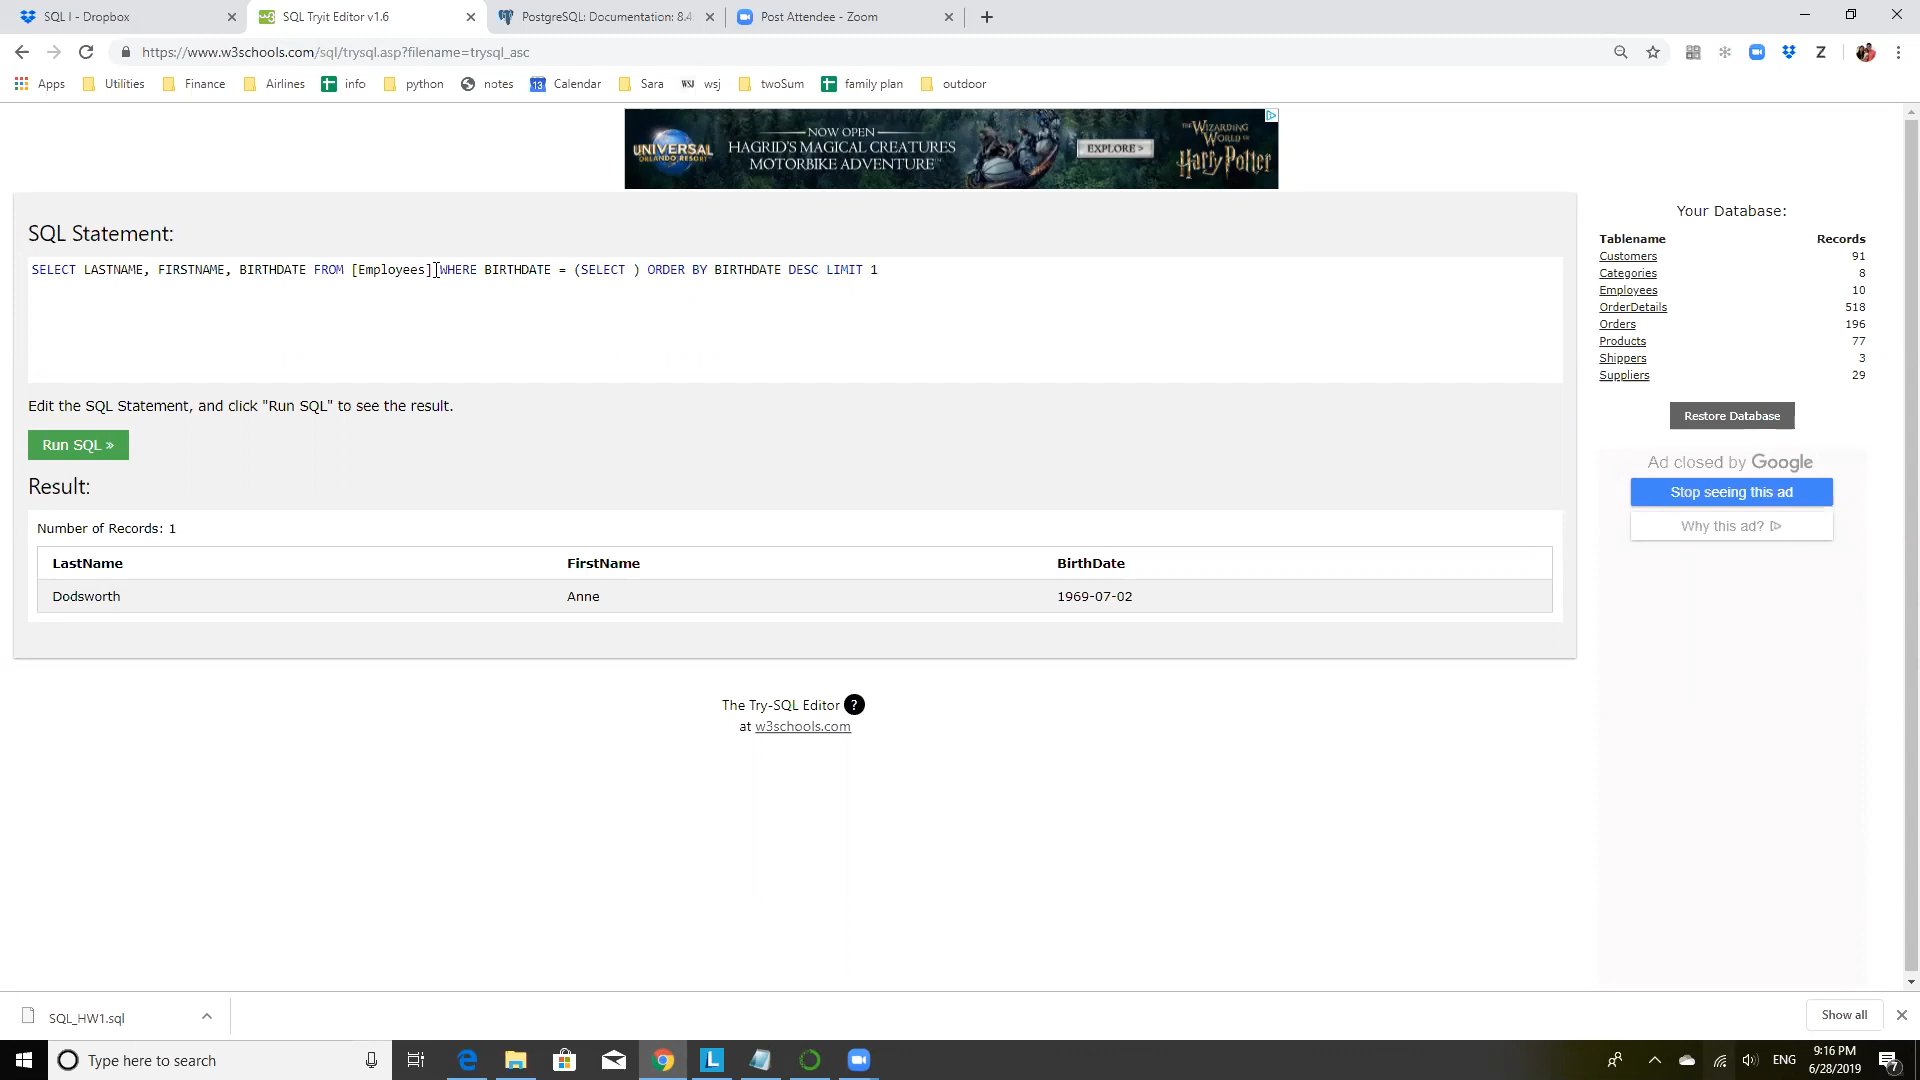 SQL I - Dropbox
SQL Tryit Editor v1.6
PostgreSQL: Documentation: 8.4
Post Attendee - Zoom
https://www.w3schools.com/sql/trysql.asp?filename=trysql_asc
Z
Apps
Utilities
Finance
Airlines
info
python
notes
13
Calendar
Sara
WSJ
wsj
twoSum
family plan
outdoor
UNIVERSAL
ORLANDO RESORT
NOW OPEN
HAGRID'S MAGICAL CREATURES
MOTORBIKE ADVENTURE™
EXPLORE >
THE WIZARDING
WORLD OF
Harry Potter
SQL Statement:
SELECT LASTNAME, FIRSTNAME, BIRTHDATE FROM [Employees] WHERE BIRTHDATE = (SELECT ) ORDER BY BIRTHDATE DESC LIMIT 1
Edit the SQL Statement, and click "Run SQL" to see the result.
Run SQL »
Result:
Number of Records: 1
LastName FirstName BirthDate
Dodsworth Anne 1969-07-02
The Try-SQL Editor ?
at w3schools.com
Your Database:
Tablename Records
Customers 91
Categories 8
Employees 10
OrderDetails 518
Orders 196
Products 77
Shippers 3
Suppliers 29
Restore Database
Ad closed by Google
Stop seeing this ad
Why this ad?
SQL_HW1.sql
Show all
Type here to search
L
ENG
9:16 PM
6/28/2019
7